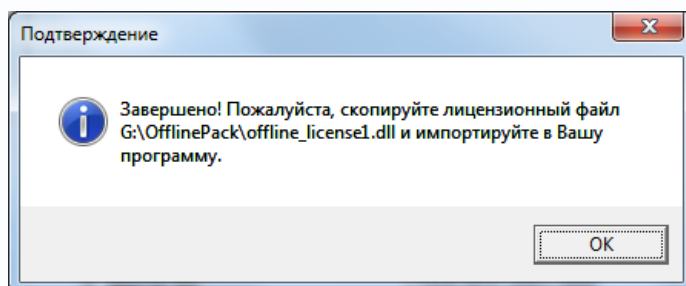 Подтверждение
Завершено! Пожалуйста, скопируйте лицензионный файл
G:\OfflinePack\offline_license1.dll и импортируйте в Вашу
программу.
OK